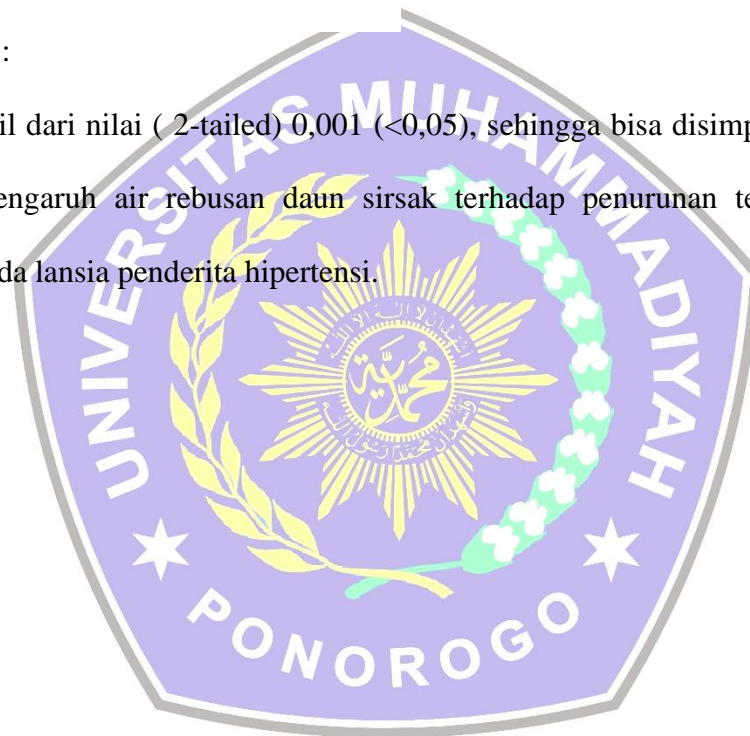 :
il dari nilai ( 2-tailed) 0,001 (<0,05), sehingga bisa disimp
engaruh air rebusan daun sirsak terhadap penurunan te
da lansia penderita hipertensi.
UNIVERSITAS MUHAMMADIYAH
محمدية
PONOROGO